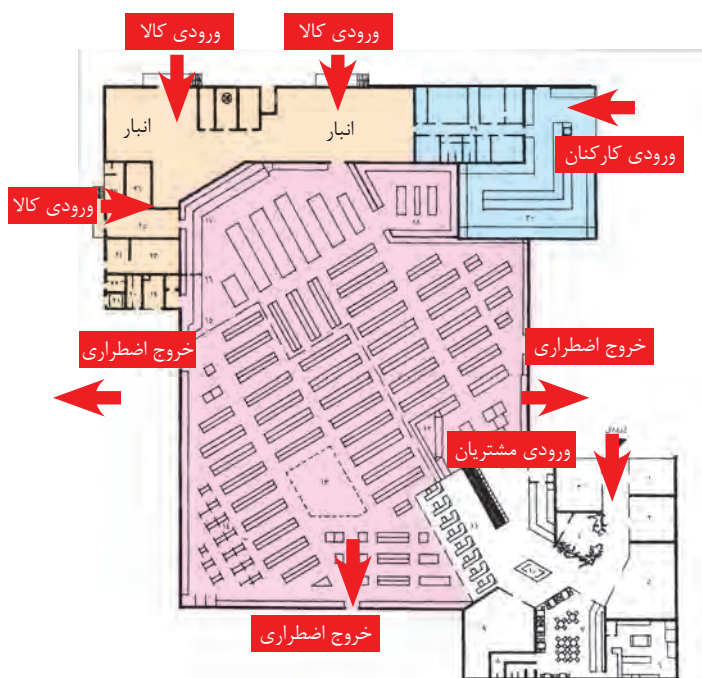 ورودی کالا
ورودی کالا
انبار
انبار
ورودی کارکنان
ورودی کالا
خروج اضطراری
خروج اضطراری
ورودی مشتریان
خروج اضطراری